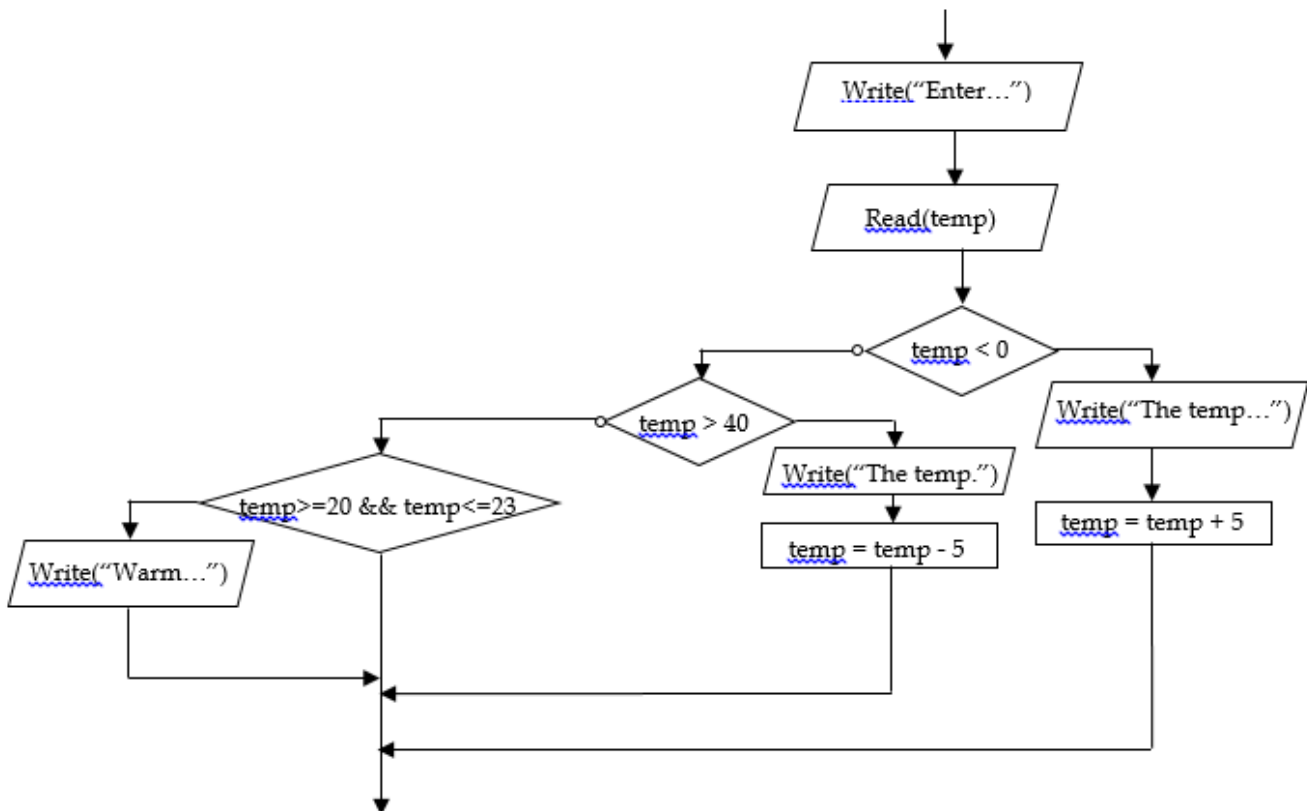 Write(“Enter…”)
Read(temp)
temp < 0
temp > 40
Write(“The temp…”)
Write(“The temp.”)
temp>=20 && temp<=23
temp = temp + 5
temp = temp - 5
Write(“Warm…”)